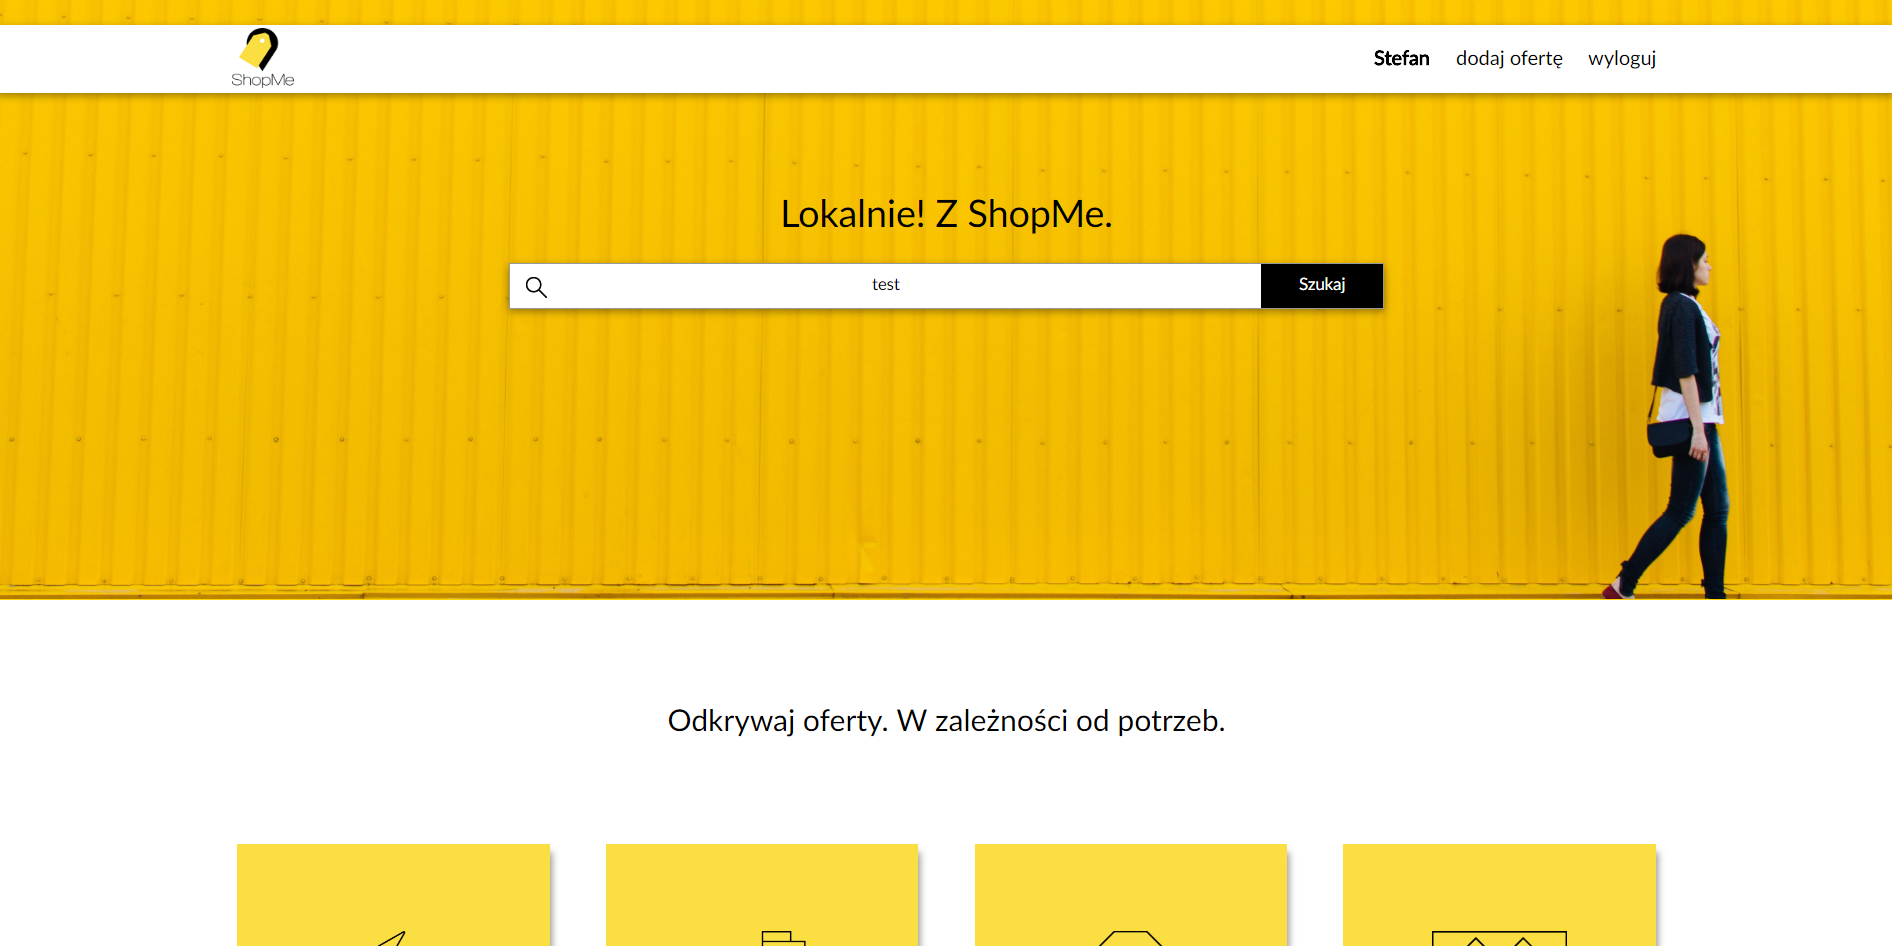 ShopMe
Stefan dodaj ofertę wyloguj
Lokalnie! Z ShopMe.
test Szukaj
Odkrywaj oferty. W zależności od potrzeb.